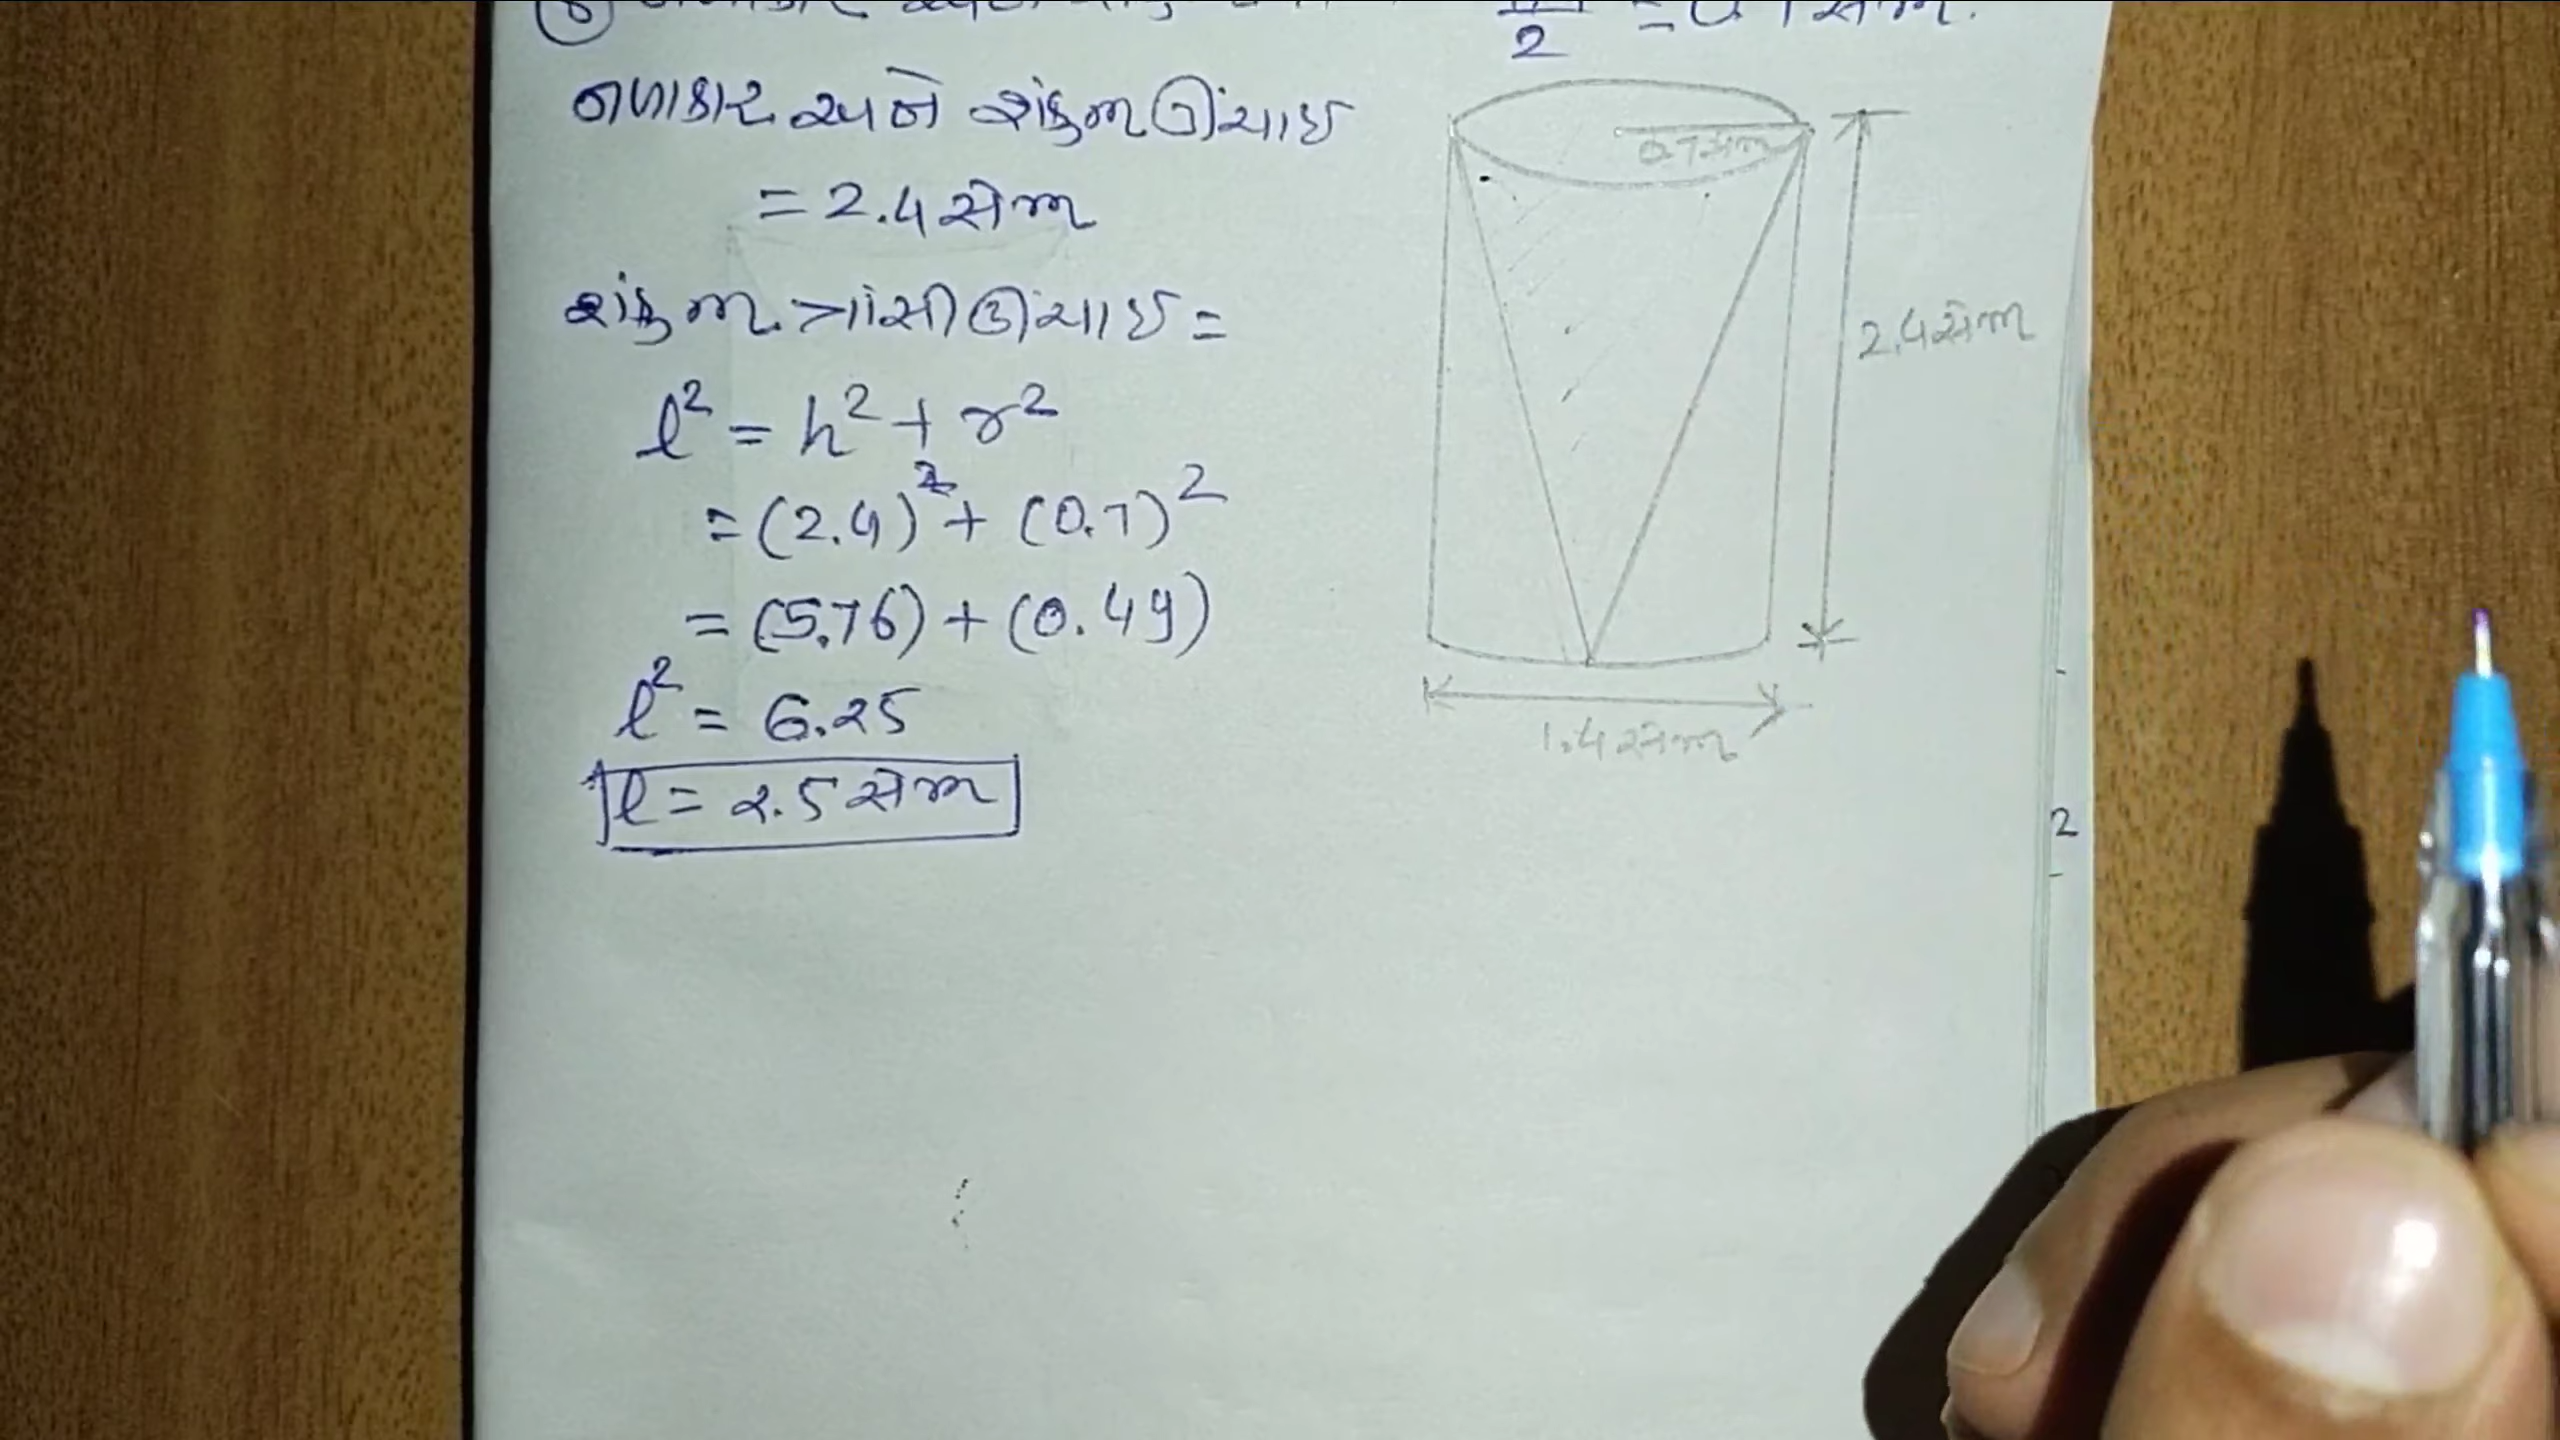 2
નળાકાર અને શંકુની ઊંચાઈ
= 2.4 સેમી
શંકુની ત્રાંસી ઊંચાઈ =
l² = h² + r²
= (2.4)² + (0.7)²
= (5.76) + (0.49)
l² = 6.25
l = 2.5 સેમી
0.7 સેમી
2.4 સેમી
1.4 સેમી
2